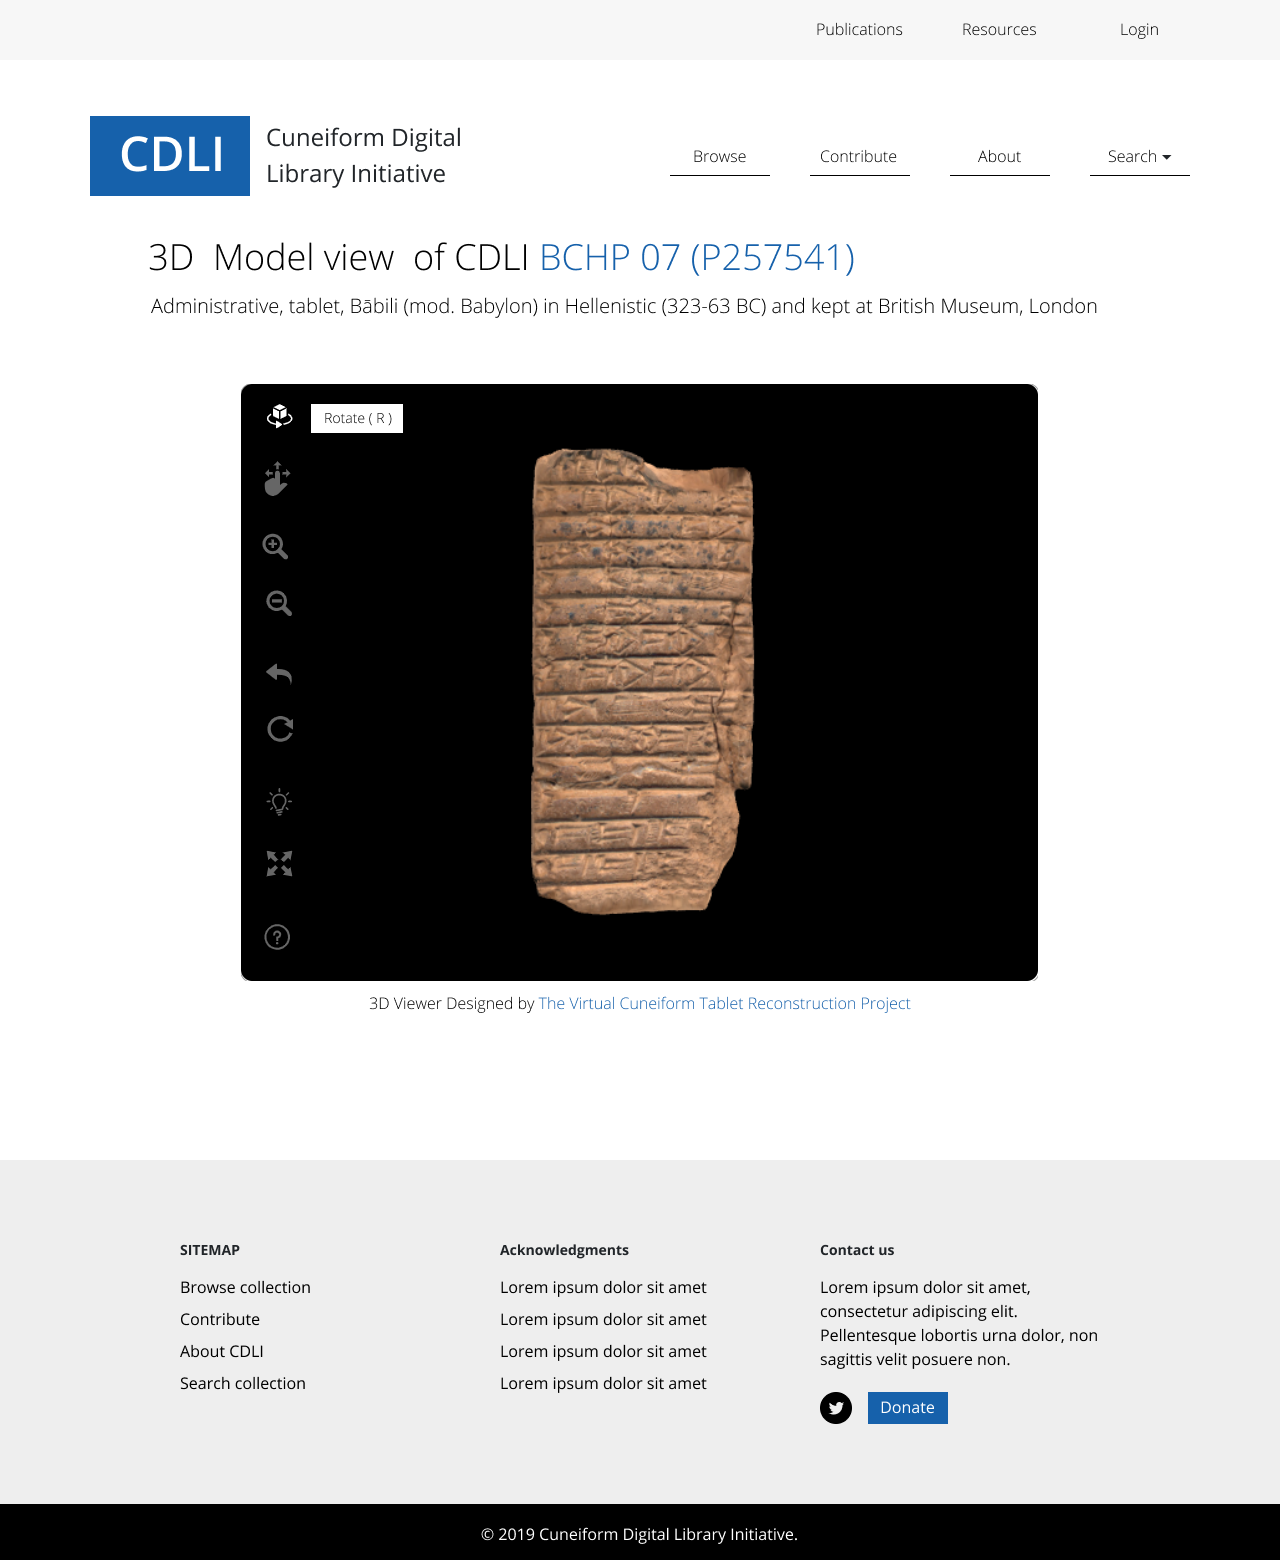 Publications Resources Login
CDLI
Cuneiform Digital
Library Initiative
Browse Contribute About Search
3D Model view of CDLI BCHP 07 (P257541)
Administrative, tablet, Bābili (mod. Babylon) in Hellenistic (323-63 BC) and kept at British Museum, London
Rotate ( R )
3D Viewer Designed by The Virtual Cuneiform Tablet Reconstruction Project
SITEMAP
Browse collection
Contribute
About CDLI
Search collection
Acknowledgments
Lorem ipsum dolor sit amet
Lorem ipsum dolor sit amet
Lorem ipsum dolor sit amet
Lorem ipsum dolor sit amet
Contact us
Lorem ipsum dolor sit amet,
consectetur adipiscing elit.
Pellentesque lobortis urna dolor, non
sagittis velit posuere non.
Donate
© 2019 Cuneiform Digital Library Initiative.